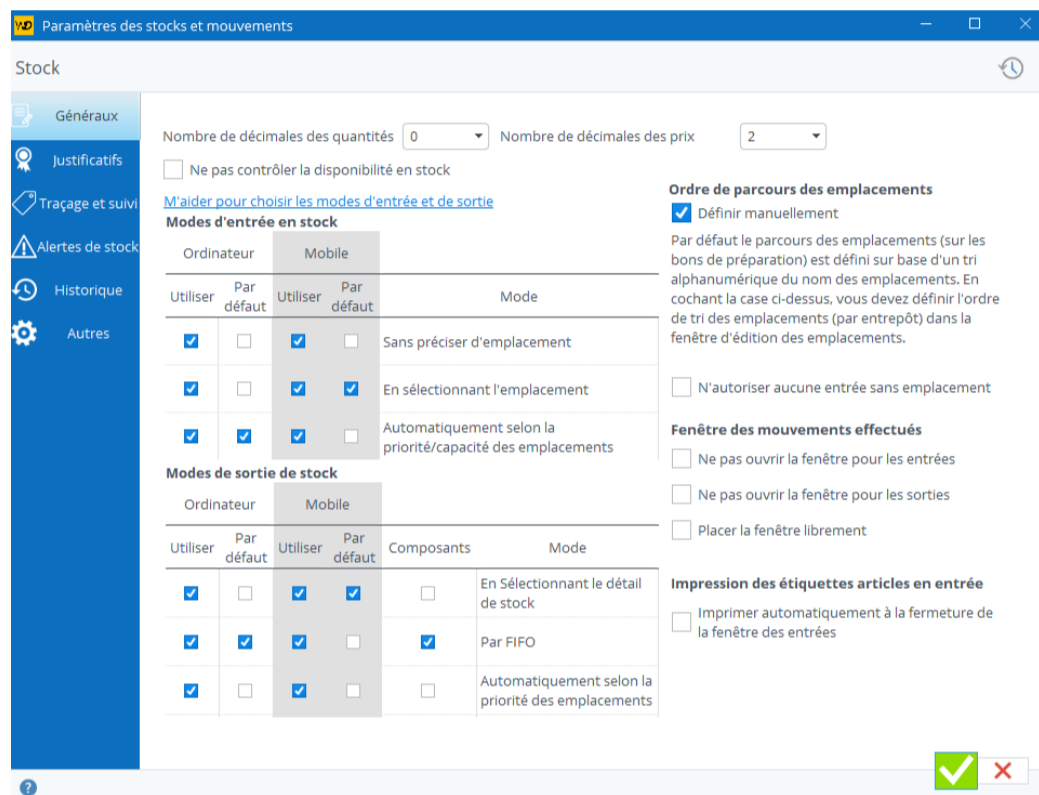 WD Paramètres des stocks et mouvements
Stock
Généraux
Justificatifs
Traçage et suivi
Alertes de stock
Historique
Autres
Nombre de décimales des quantités 0 Nombre de décimales des prix 2
Ne pas contrôler la disponibilité en stock
M'aider pour choisir les modes d'entrée et de sortie
Modes d'entrée en stock
Ordinateur Mobile
Utiliser Par défaut Utiliser Par défaut Mode
Sans préciser d'emplacement
En sélectionnant l'emplacement
Automatiquement selon la
priorité/capacité des emplacements
Modes de sortie de stock
Ordinateur Mobile
Utiliser Par défaut Utiliser Par défaut Composants Mode
En Sélectionnant le détail
de stock
Par FIFO
Automatiquement selon la
priorité des emplacements
Ordre de parcours des emplacements
Définir manuellement
Par défaut le parcours des emplacements (sur les
bons de préparation) est défini sur base d'un tri
alphanumérique du nom des emplacements. En
cochant la case ci-dessus, vous devez définir l'ordre
de tri des emplacements (par entrepôt) dans la
fenêtre d'édition des emplacements.
N'autoriser aucune entrée sans emplacement
Fenêtre des mouvements effectués
Ne pas ouvrir la fenêtre pour les entrées
Ne pas ouvrir la fenêtre pour les sorties
Placer la fenêtre librement
Impression des étiquettes articles en entrée
Imprimer automatiquement à la fermeture de
la fenêtre des entrées
?